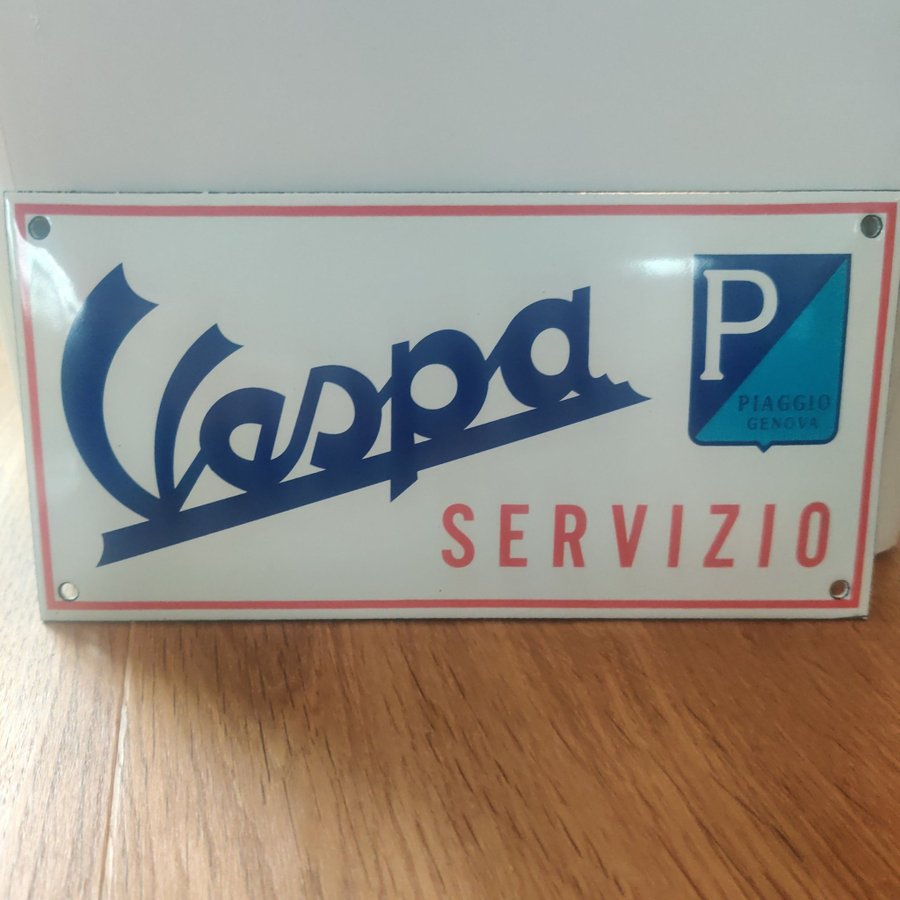 Vespa
P
PIAGGIO
GENOVA
SERVIZIO